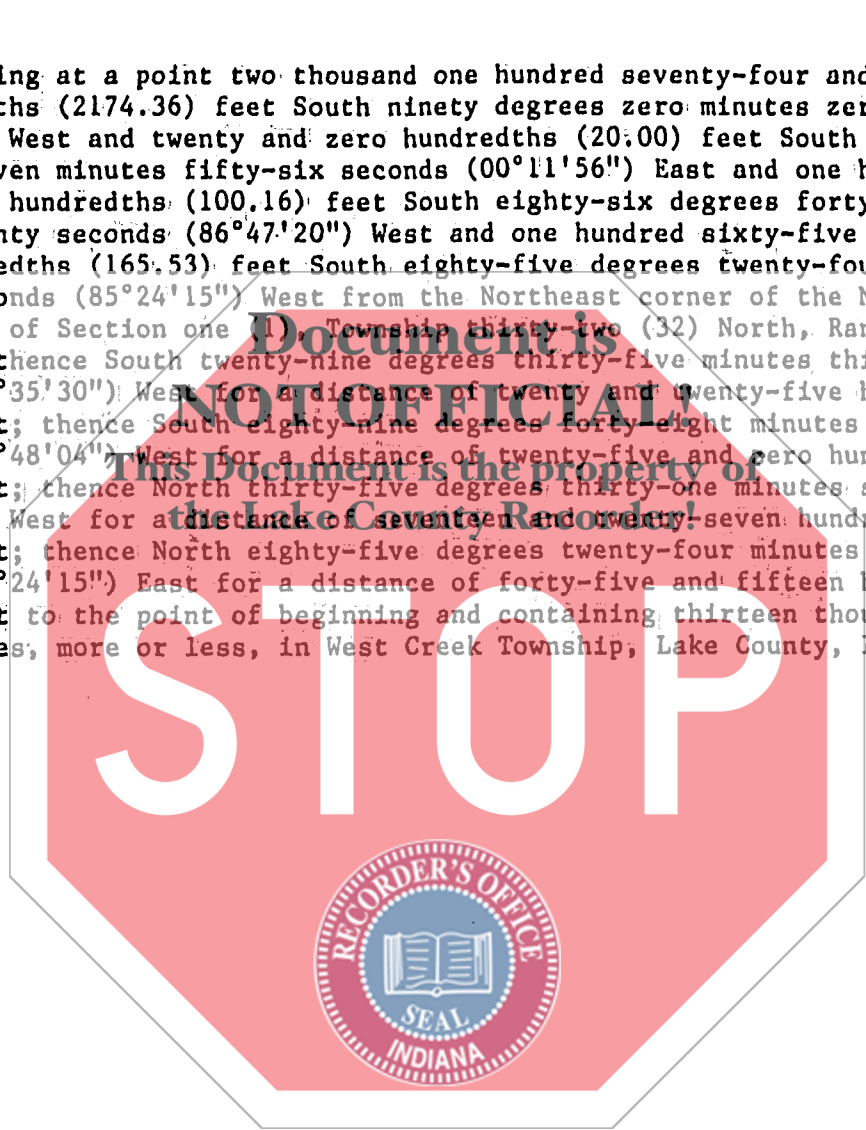 ing at a point two thousand one hundred seventy-four and
ths (2174.36) feet South ninety degrees zero minutes zer
West and twenty and zero hundredths (20.00) feet South
ven minutes fifty-six seconds (00°11'56") East and one h
hundredths (100.16) feet South eighty-six degrees forty
nty seconds (86°47'20") West and one hundred sixty-five
edths (165.53) feet South eighty-five degrees twenty-fou
onds (85°24'15") West from the Northeast corner of the N
of Section one (1), Township thirty-two (32) North, Ran
thence South twenty-nine degrees thirty-five minutes thi
°35'30") West for a distance of twenty and twenty-five h
t; thence South eighty-nine degrees forty-eight minutes
°48'04") West for a distance of twenty-five and zero hun
t; thence North thirty-five degrees thirty-one minutes s
West for a distance of seventeen and twenty-seven hundr
t; thence North eighty-five degrees twenty-four minutes
°24'15") East for a distance of forty-five and fifteen h
t to the point of beginning and containing thirteen thou
es, more or less, in West Creek Township, Lake County,
Document is
NOT OFFICIAL!
This Document is the property of
the Lake County Recorder!
STOP
RECORDER'S OFFICE
SEAL
INDIANA